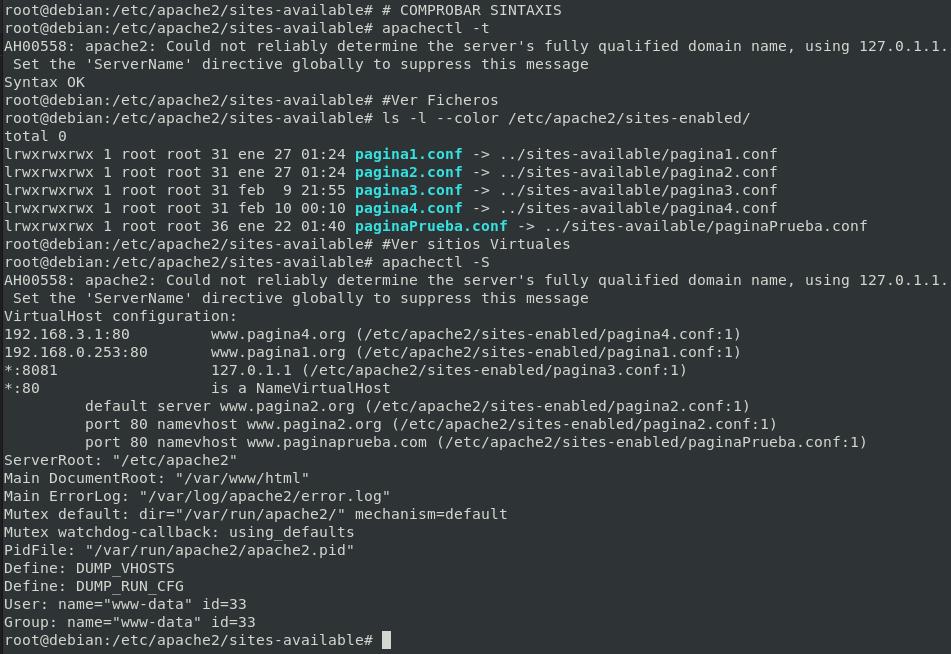 root@debian:/etc/apache2/sites-available# # COMPROBAR SINTAXIS
root@debian:/etc/apache2/sites-available# apachectl -t
AH00558: apache2: Could not reliably determine the server's fully qualified domain name, using 127.0.1.1.
 Set the 'ServerName' directive globally to suppress this message
Syntax OK
root@debian:/etc/apache2/sites-available# #Ver Ficheros
root@debian:/etc/apache2/sites-available# ls -l --color /etc/apache2/sites-enabled/
total 0
lrwxrwxrwx 1 root root 31 ene 27 01:24 pagina1.conf -> ../sites-available/pagina1.conf
lrwxrwxrwx 1 root root 31 ene 27 01:24 pagina2.conf -> ../sites-available/pagina2.conf
lrwxrwxrwx 1 root root 31 feb  9 21:55 pagina3.conf -> ../sites-available/pagina3.conf
lrwxrwxrwx 1 root root 31 feb 10 00:10 pagina4.conf -> ../sites-available/pagina4.conf
lrwxrwxrwx 1 root root 36 ene 22 01:40 paginaPrueba.conf -> ../sites-available/paginaPrueba.conf
root@debian:/etc/apache2/sites-available# #Ver sitios Virtuales
root@debian:/etc/apache2/sites-available# apachectl -S
AH00558: apache2: Could not reliably determine the server's fully qualified domain name, using 127.0.1.1.
 Set the 'ServerName' directive globally to suppress this message
VirtualHost configuration:
192.168.3.1:80         www.pagina4.org (/etc/apache2/sites-enabled/pagina4.conf:1)
192.168.0.253:80       www.pagina1.org (/etc/apache2/sites-enabled/pagina1.conf:1)
*:8081                 127.0.1.1 (/etc/apache2/sites-enabled/pagina3.conf:1)
*:80                   is a NameVirtualHost
         default server www.pagina2.org (/etc/apache2/sites-enabled/pagina2.conf:1)
         port 80 namevhost www.pagina2.org (/etc/apache2/sites-enabled/pagina2.conf:1)
         port 80 namevhost www.paginaprueba.com (/etc/apache2/sites-enabled/paginaPrueba.conf:1)
ServerRoot: "/etc/apache2"
Main DocumentRoot: "/var/www/html"
Main ErrorLog: "/var/log/apache2/error.log"
Mutex default: dir="/var/run/apache2/" mechanism=default
Mutex watchdog-callback: using_defaults
PidFile: "/var/run/apache2/apache2.pid"
Define: DUMP_VHOSTS
Define: DUMP_RUN_CFG
User: name="www-data" id=33
Group: name="www-data" id=33
root@debian:/etc/apache2/sites-available#